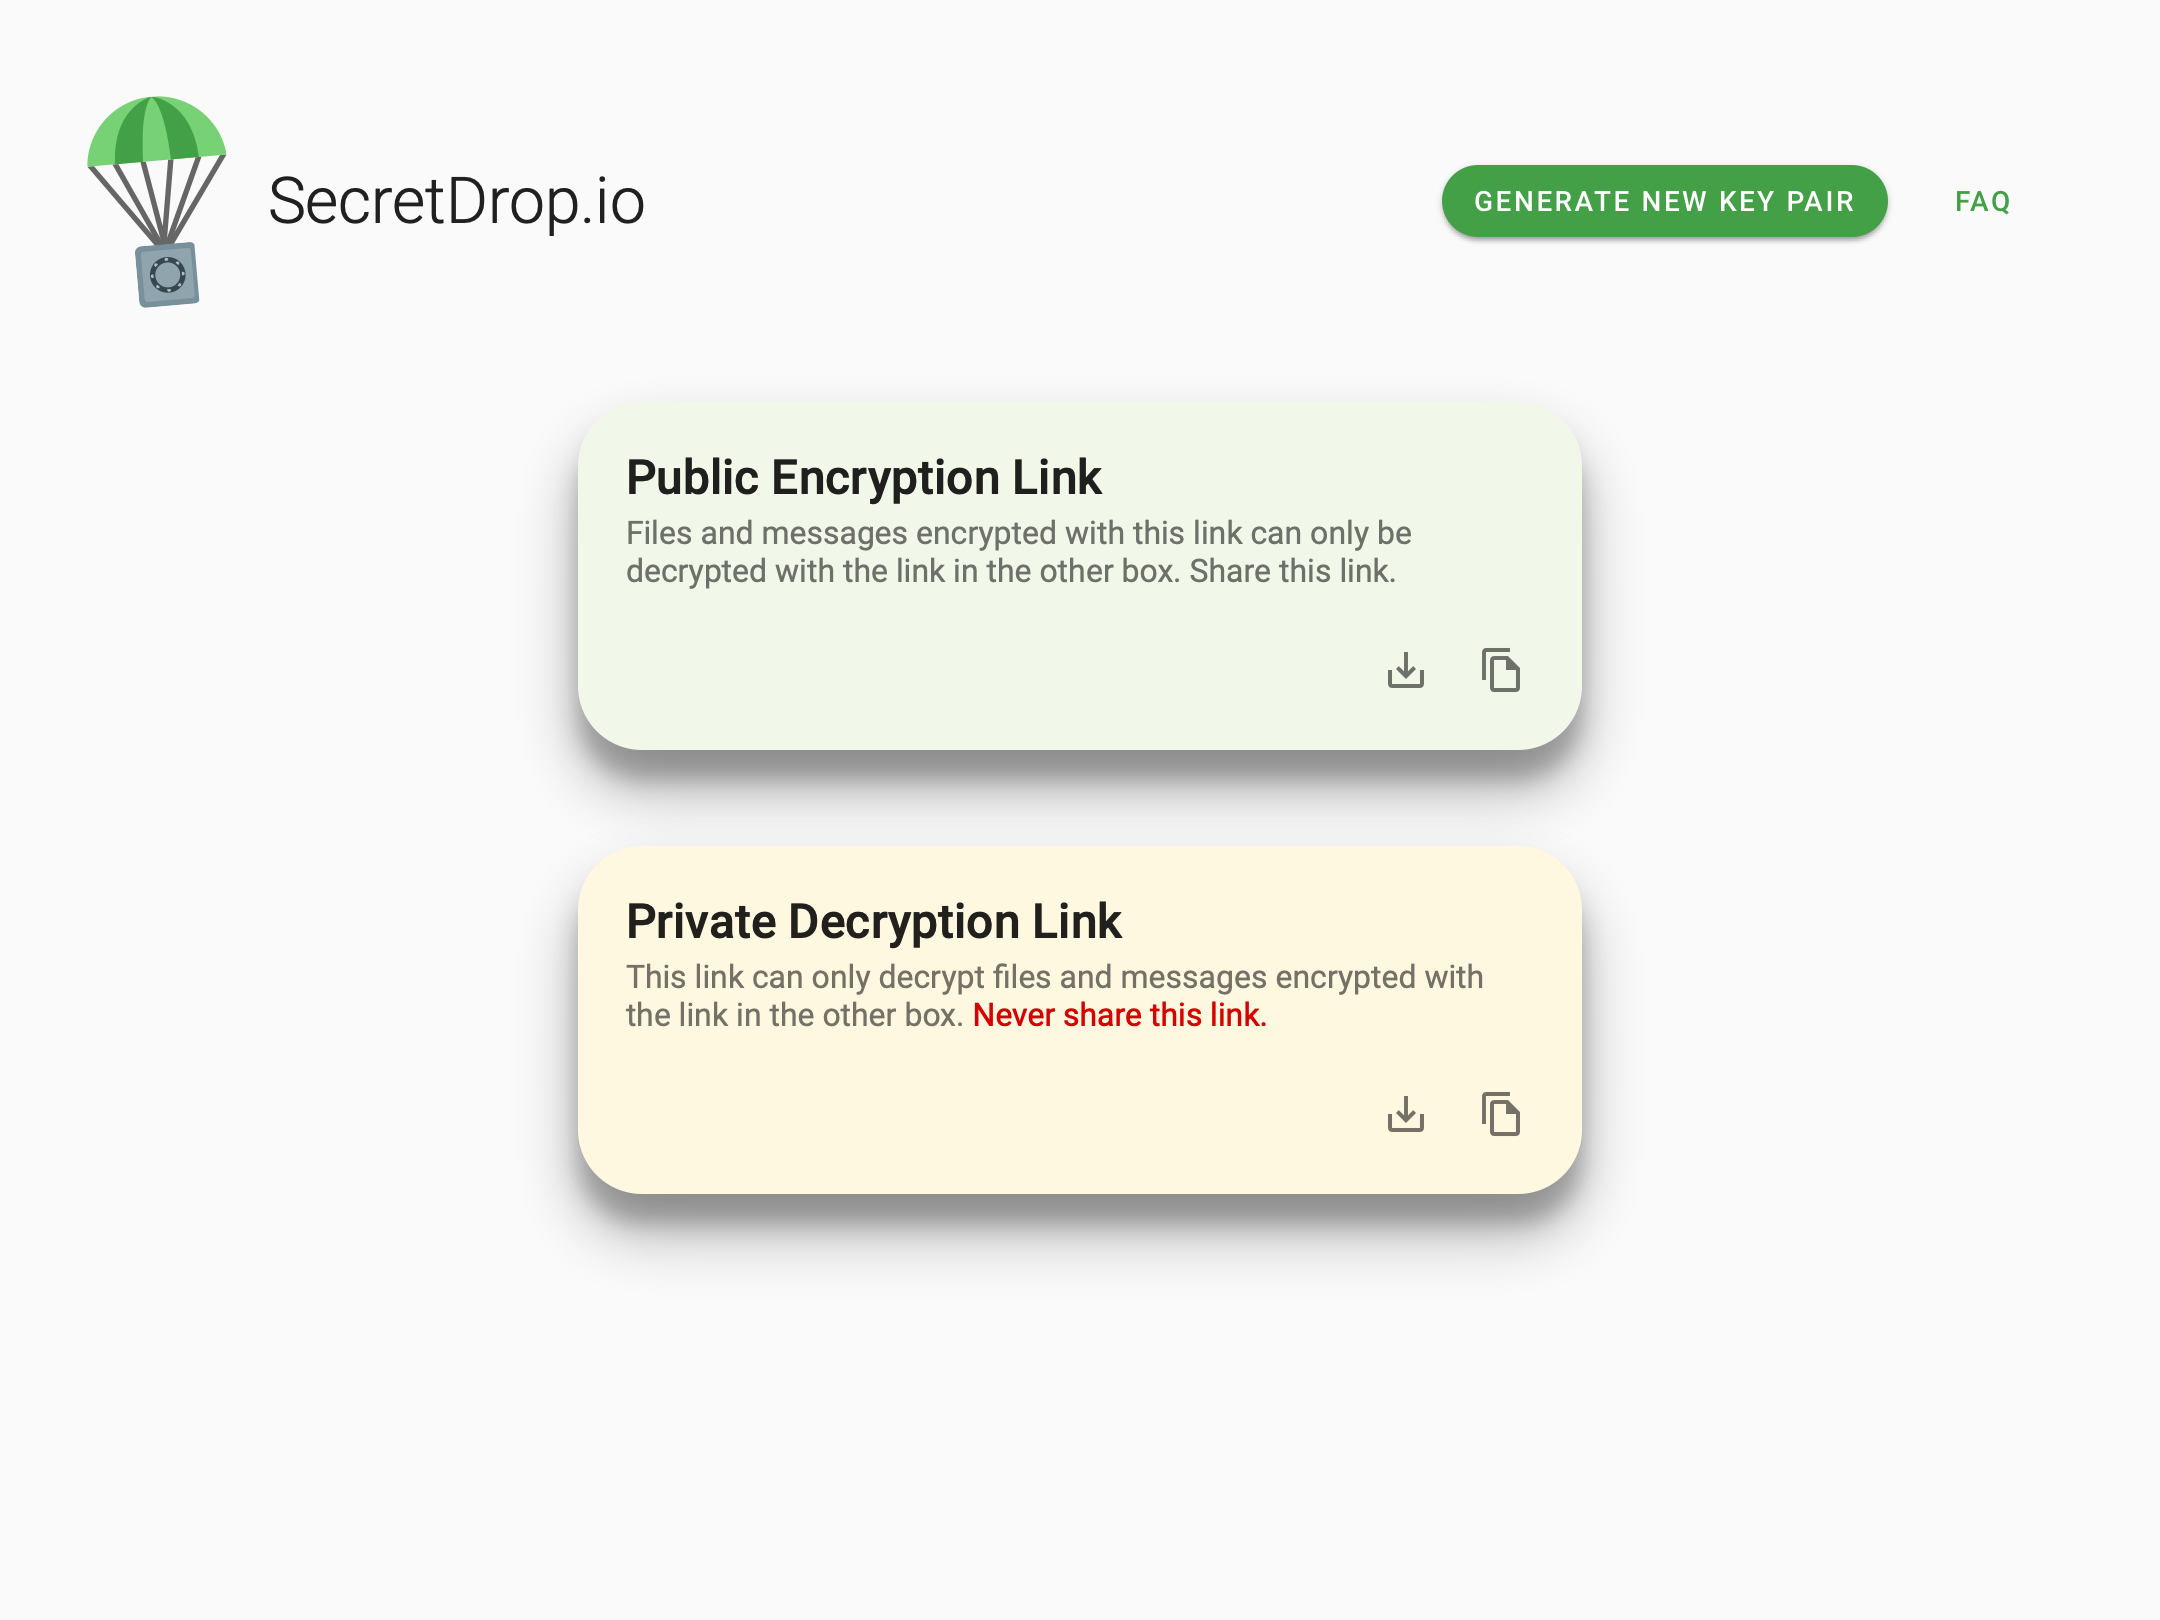 SecretDrop.io
GENERATE NEW KEY PAIR
FAQ
Public Encryption Link
Files and messages encrypted with this link can only be
decrypted with the link in the other box. Share this link.
Private Decryption Link
This link can only decrypt files and messages encrypted with
the link in the other box. Never share this link.